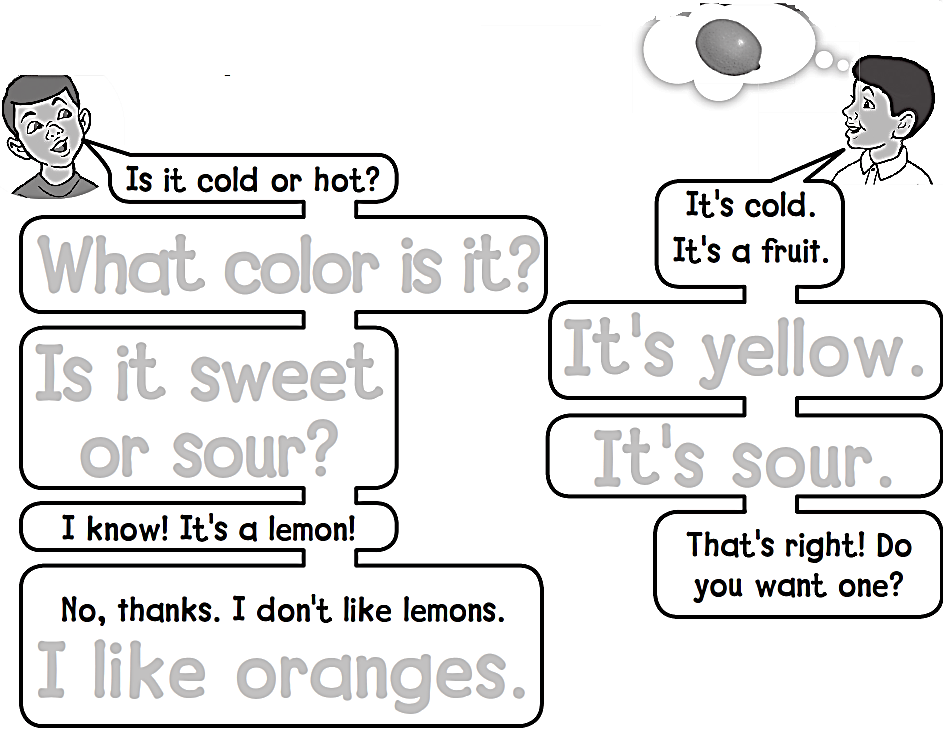 Is it cold or hot?
It's cold.
It's a fruit.
What color is it?
It's yellow.
Is it sweet
or sour?
It's sour.
I know! It's a lemon!
That's right! Do
you want one?
No, thanks. I don't like lemons.
I like oranges.